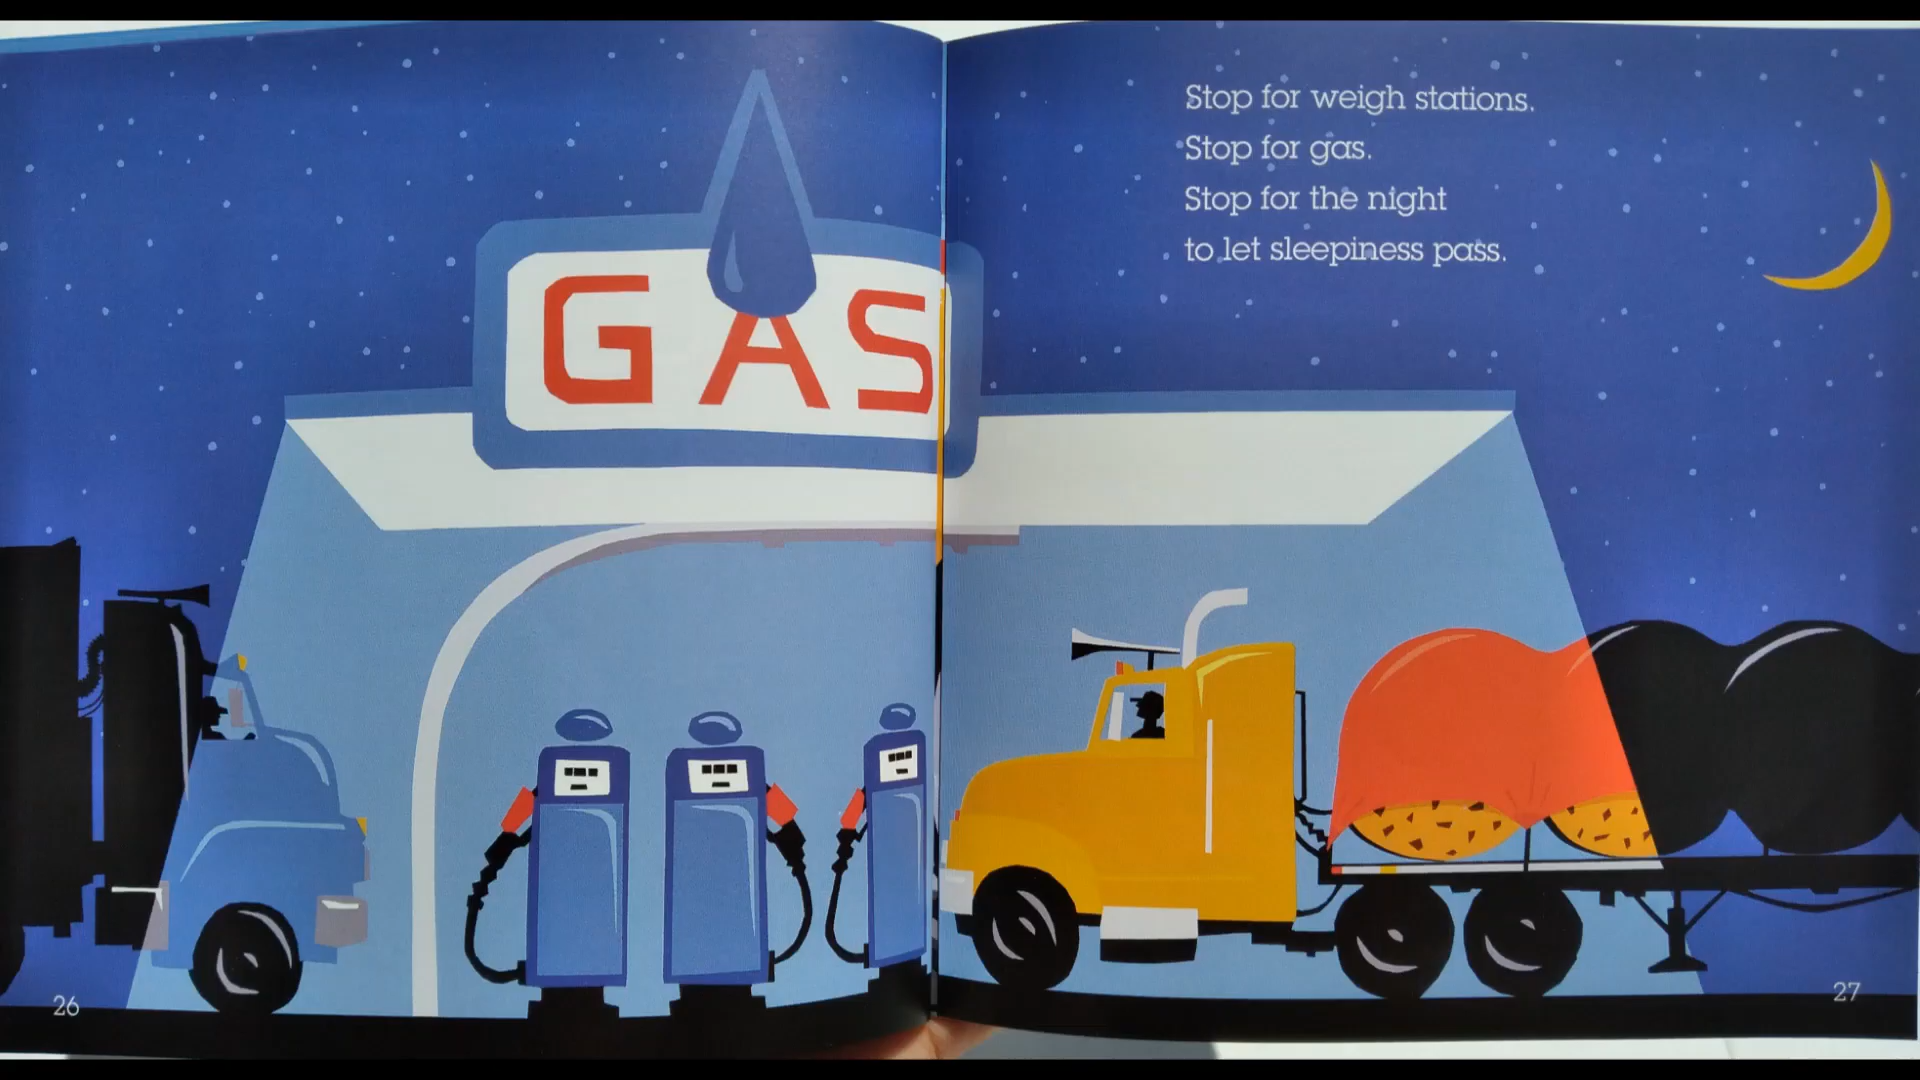 GAS
26
Stop for weigh stations.
Stop for gas.
Stop for the night
to let sleepiness pass.
27